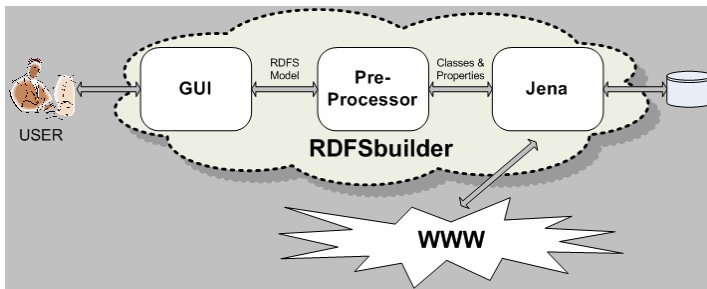 USER
GUI
RDFS
Model
Pre-
Processor
Classes &
Properties
Jena
RDFSbuilder
WWW